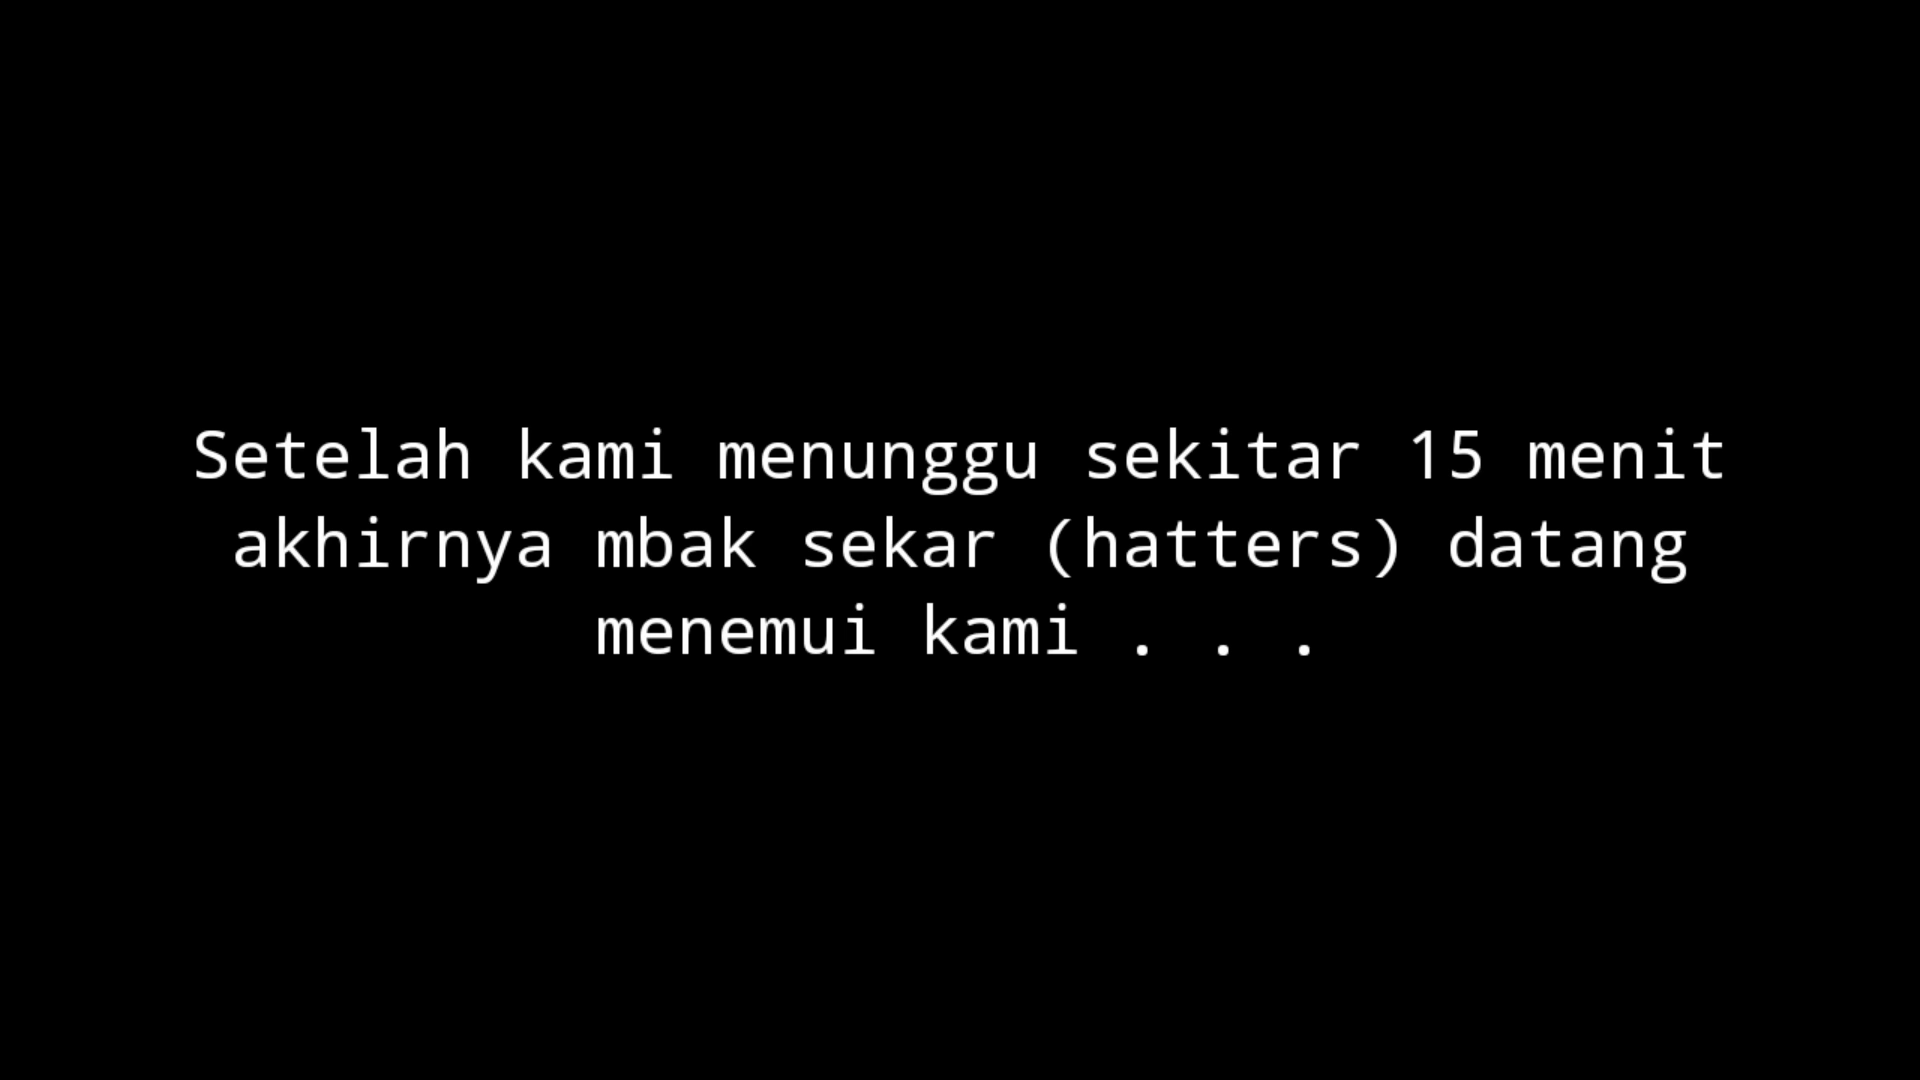 Setelah kami menunggu sekitar 15 menit
akhirnya mbak sekar (hatters) datang
menemui kami . . .